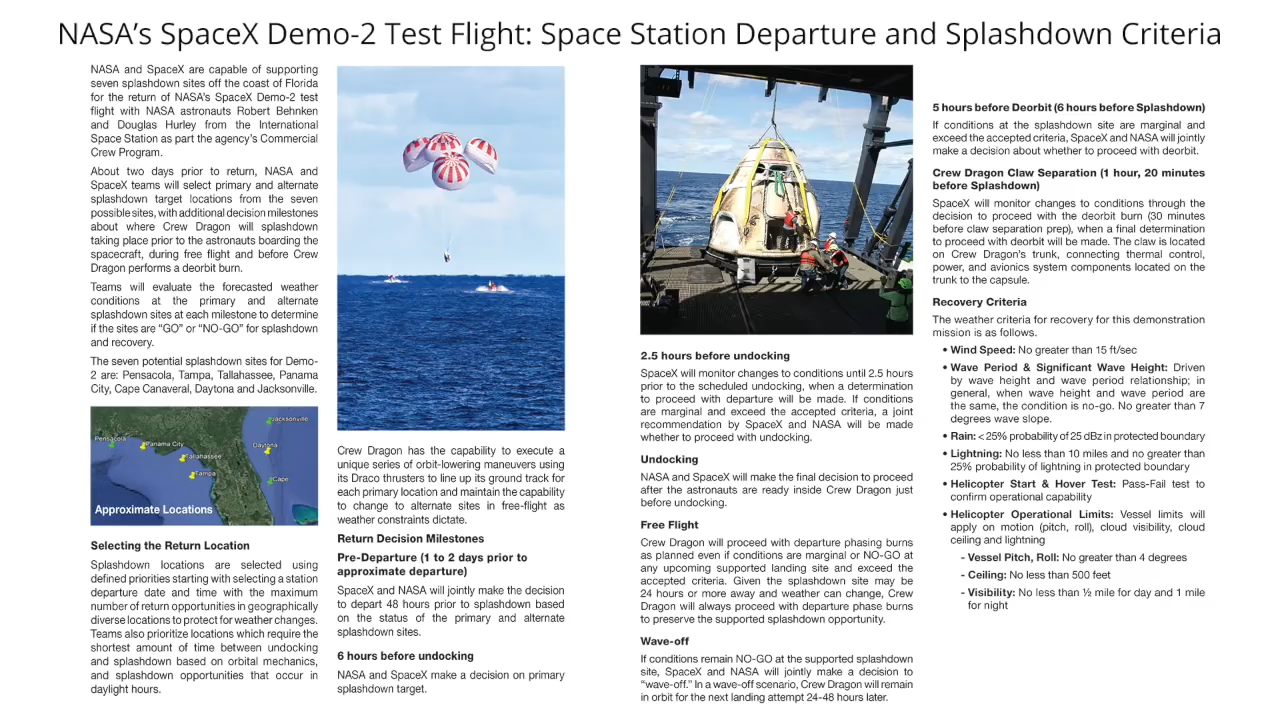 NASA's SpaceX Demo-2 Test Flight: Space Station Departure and Splashdown Criteria
NASA and SpaceX are capable of supporting
seven splashdown sites off the coast of Florida
for the return of NASA's SpaceX Demo-2 test
flight with NASA astronauts Robert Behnken
and Douglas Hurley from the International
Space Station as part the agency's Commercial
Crew Program.
About two days prior to return, NASA and
SpaceX teams will select primary and alternate
splashdown target locations from the seven
possible sites, with additional decision milestones
about where Crew Dragon will splashdown
taking place prior to the astronauts boarding the
spacecraft, during free flight and before Crew
Dragon performs a deorbit burn.
Teams will evaluate the forecasted weather
conditions at the primary and alternate
splashdown sites at each milestone to determine
if the sites are “GO” or “NO-GO” for splashdown
and recovery.
The seven potential splashdown sites for Demo-
2 are: Pensacola, Tampa, Tallahassee, Panama
City, Cape Canaveral, Daytona and Jacksonville.
Jacksonville
Pensacola
Panama City
Daytona
Tallahassee
Tampa
Cape
Approximate Locations
Selecting the Return Location
Splashdown locations are selected using
defined priorities starting with selecting a station
departure date and time with the maximum
number of return opportunities in geographically
diverse locations to protect for weather changes.
Teams also prioritize locations which require the
shortest amount of time between undocking
and splashdown based on orbital mechanics,
and splashdown opportunities that occur in
daylight hours.
Crew Dragon has the capability to execute a
unique series of orbit-lowering maneuvers using
its Draco thrusters to line up its ground track for
each primary location and maintain the capability
to change to alternate sites in free-flight as
weather constraints dictate.
Return Decision Milestones
Pre-Departure (1 to 2 days prior to
approximate departure)
SpaceX and NASA will jointly make the decision
to depart 48 hours prior to splashdown based
on the status of the primary and alternate
splashdown sites.
6 hours before undocking
NASA and SpaceX make a decision on primary
splashdown target.
2.5 hours before undocking
SpaceX will monitor changes to conditions until 2.5 hours
prior to the scheduled undocking, when a determination
to proceed with departure will be made. If conditions
are marginal and exceed the accepted criteria, a joint
recommendation by SpaceX and NASA will be made
whether to proceed with undocking.
Undocking
NASA and SpaceX will make the final decision to proceed
after the astronauts are ready inside Crew Dragon just
before undocking.
Free Flight
Crew Dragon will proceed with departure phasing burns
as planned even if conditions are marginal or NO-GO at
any upcoming supported landing site and exceed the
accepted criteria. Given the splashdown site may be
24 hours or more away and weather can change, Crew
Dragon will always proceed with departure phase burns
to preserve the supported splashdown opportunity.
Wave-off
If conditions remain NO-GO at the supported splashdown
site, SpaceX and NASA will jointly make a decision to
“wave-off.” In a wave-off scenario, Crew Dragon will remain
in orbit for the next landing attempt 24-48 hours later.
5 hours before Deorbit (6 hours before Splashdown)
If conditions at the splashdown site are marginal and
exceed the accepted criteria, SpaceX and NASA will jointly
make a decision about whether to proceed with deorbit.
Crew Dragon Claw Separation (1 hour, 20 minutes
before Splashdown)
SpaceX will monitor changes to conditions through the
decision to proceed with the deorbit burn (30 minutes
before claw separation prep), when a final determination
to proceed with deorbit will be made. The claw is located
on Crew Dragon's trunk, connecting thermal control,
power, and avionics system components located on the
trunk to the capsule.
Recovery Criteria
The weather criteria for recovery for this demonstration
mission is as follows.
• Wind Speed: No greater than 15 ft/sec
• Wave Period & Significant Wave Height: Driven
by wave height and wave period relationship; in
general, when wave height and wave period are
the same, the condition is no-go. No greater than 7
degrees wave slope.
• Rain: < 25% probability of 25 dBz in protected boundary
• Lightning: No less than 10 miles and no greater than
25% probability of lightning in protected boundary
• Helicopter Start & Hover Test: Pass-Fail test to
confirm operational capability
• Helicopter Operational Limits: Vessel limits will
apply on motion (pitch, roll), cloud visibility, cloud
ceiling and lightning
- Vessel Pitch, Roll: No greater than 4 degrees
- Ceiling: No less than 500 feet
- Visibility: No less than ½ mile for day and 1 mile
for night